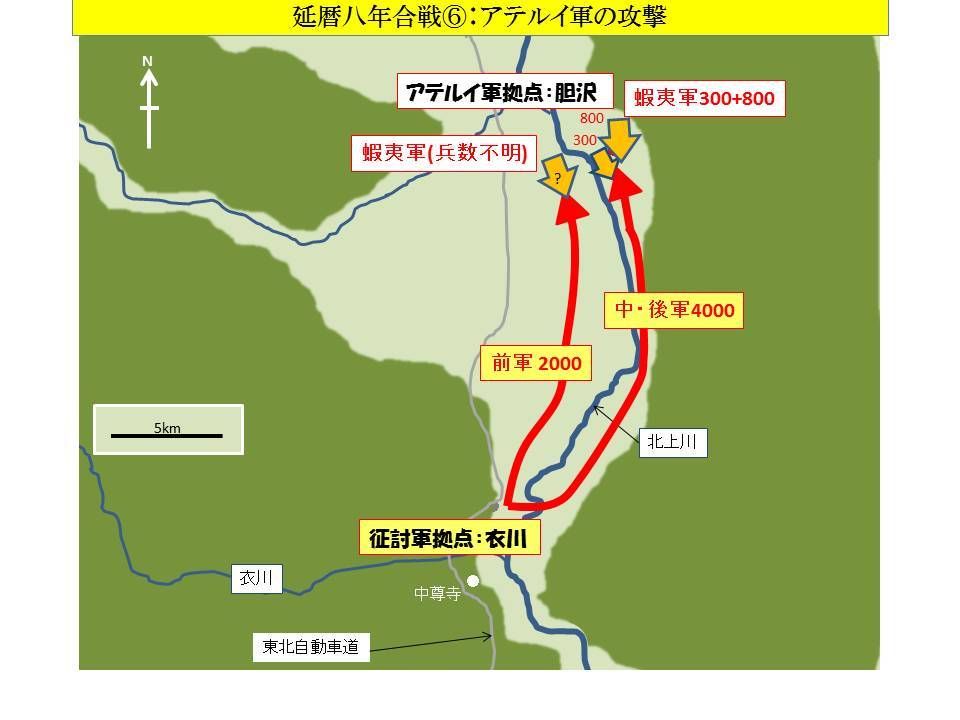 延暦八年合戦⑥：アテルイ軍の攻撃
N
アテルイ軍拠点：胆沢
蝦夷軍300+800
800
300
蝦夷軍(兵数不明)
?
中・後軍4000
前軍 2000
5km
北上川
征討軍拠点：衣川
衣川
中尊寺
東北自動車道